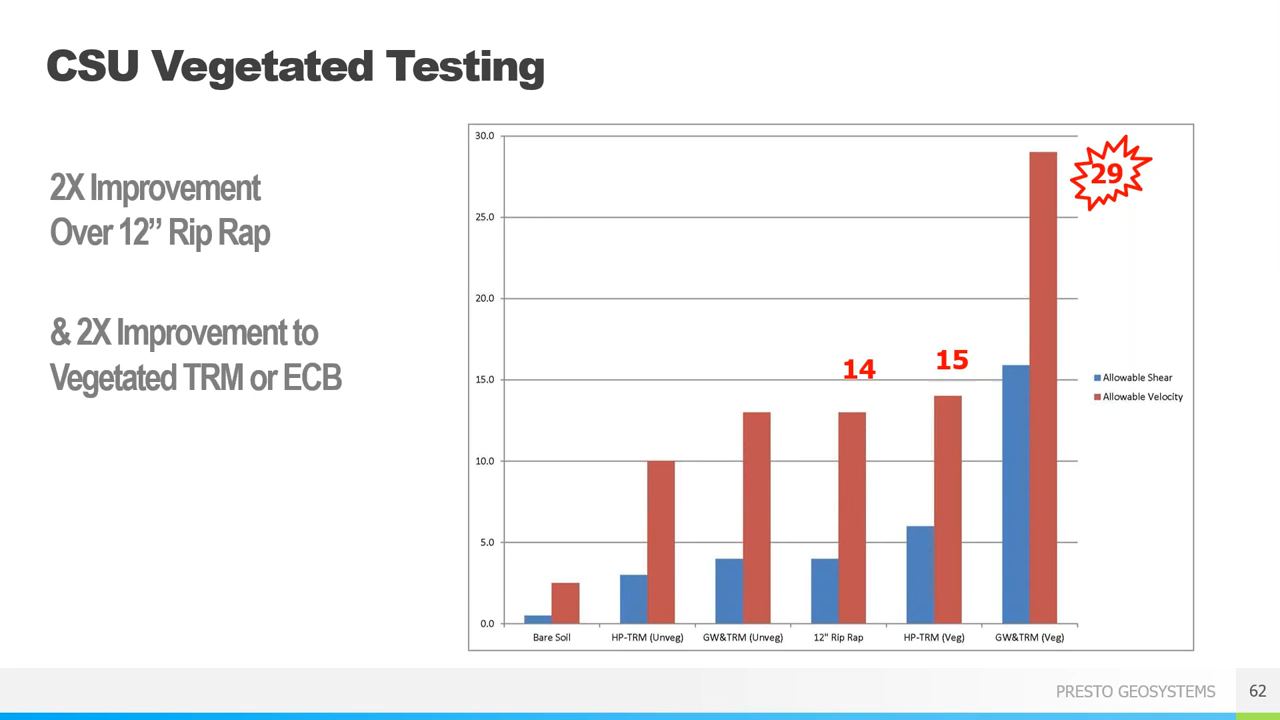 CSU Vegetated Testing
2X Improvement
Over 12” Rip Rap
& 2X Improvement to
Vegetated TRM or ECB
30.0
25.0
20.0
15.0
10.0
5.0
0.0
29
14
15
Allowable Shear
Allowable Velocity
Bare Soil
HP-TRM (Unveg)
GW&TRM (Unveg)
12" Rip Rap
HP-TRM (Veg)
GW&TRM (Veg)
PRESTO GEOSYSTEMS
62